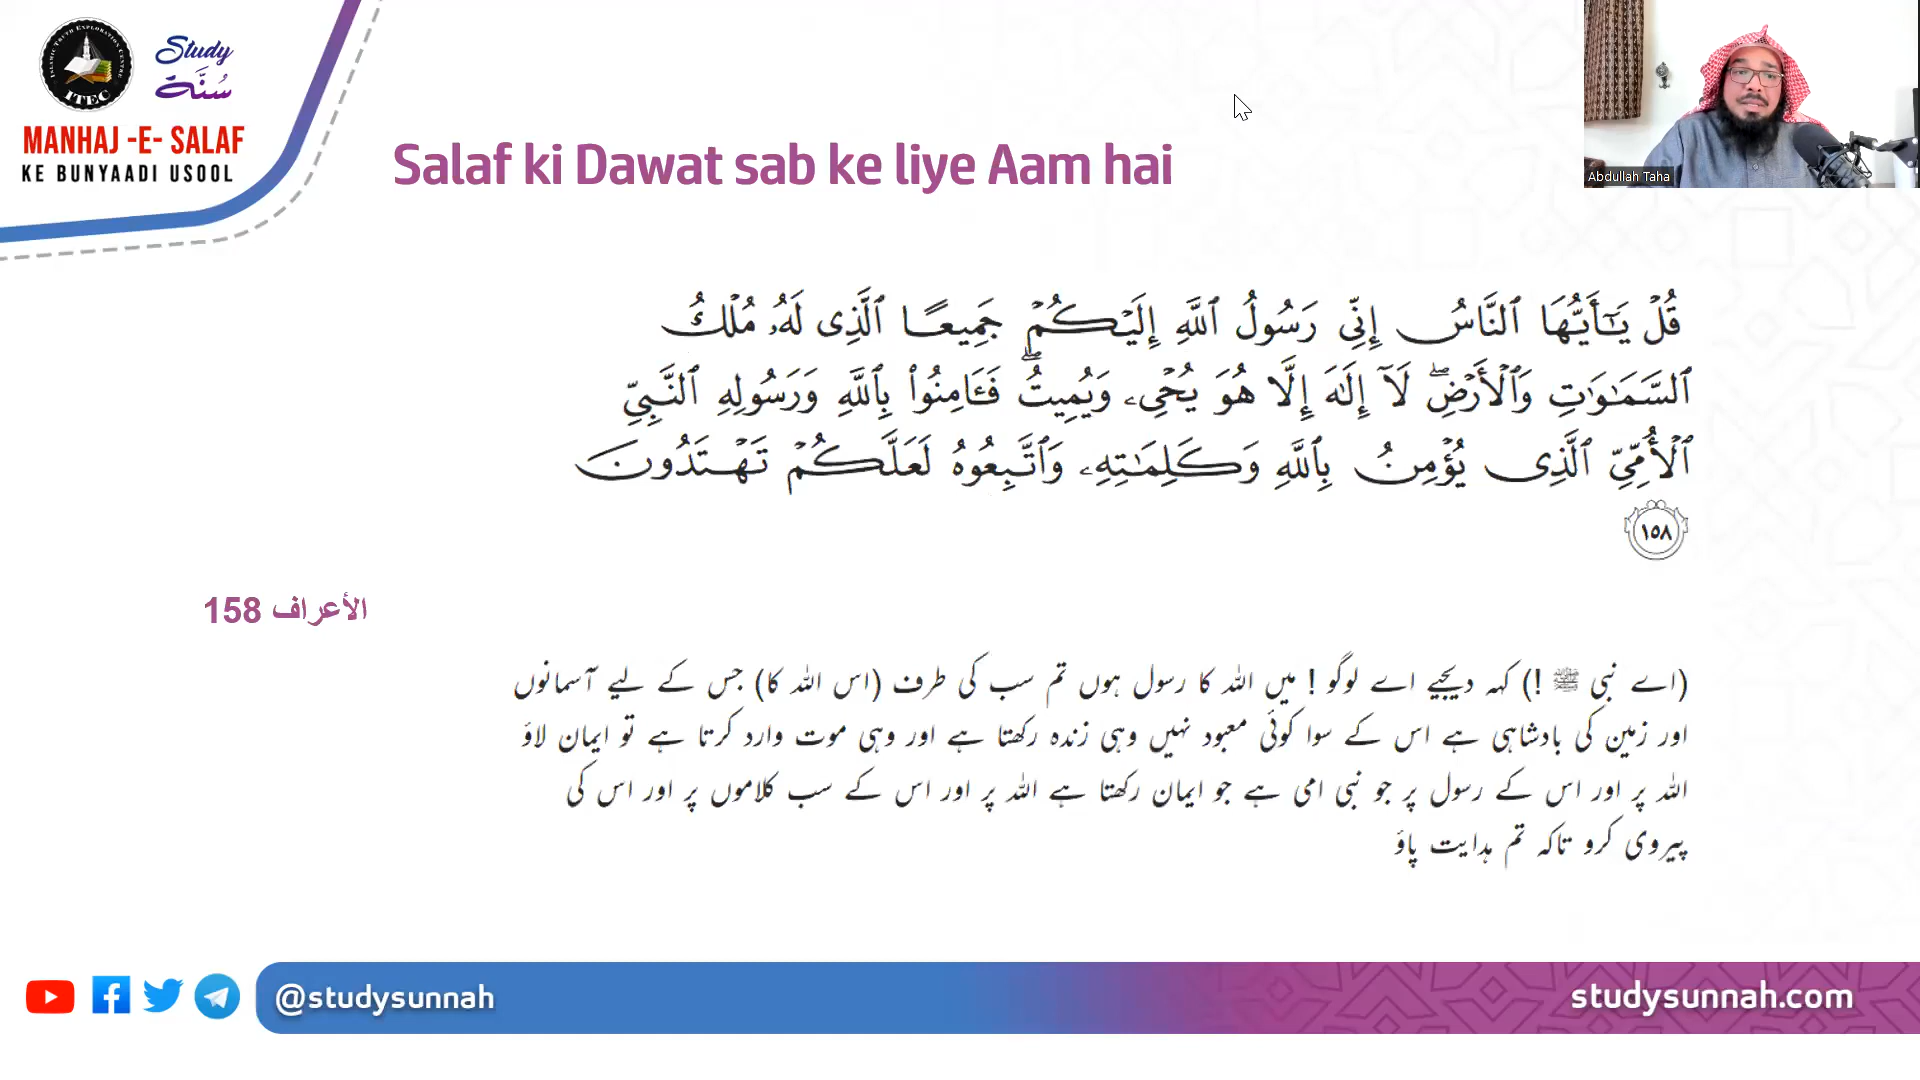 ISLAMIC TRUTH EXPLORATION CENTRE
ITEC
Study
سُنَّة
MANHAJ -E- SALAF
KE BUNYAADI USOOL
Salaf ki Dawat sab ke liye Aam hai
Abdullah Taha
قُلْ يَـٰٓأَيُّهَا ٱلنَّاسُ إِنِّى رَسُولُ ٱللَّهِ إِلَيْكُمْ جَمِيعًا ٱلَّذِى لَهُۥ مُلْكُ
ٱلسَّمَـٰوَٰتِ وَٱلْأَرْضِ ۖ لَآ إِلَـٰهَ إِلَّا هُوَ يُحْىِۦ وَيُمِيتُ ۖ فَـَٔامِنُوا۟ بِٱللَّهِ وَرَسُولِهِ ٱلنَّبِىِّ
ٱلْأُمِّىِّ ٱلَّذِى يُؤْمِنُ بِٱللَّهِ وَكَلِمَـٰتِهِۦ وَٱتَّبِعُوهُ لَعَلَّكُمْ تَهْتَدُونَ
١٥٨
الأعراف 158
(اے نبی ﷺ !) کہہ دیجیے اے لوگو ! میں اللہ کا رسول ہوں تم سب کی طرف (اس اللہ کا) جس کے لیے آسمانوں
اور زمین کی بادشاہی ہے اس کے سوا کوئی معبود نہیں وہی زندہ رکھتا ہے اور وہی موت وارد کرتا ہے تو ایمان لاؤ
اللہ پر اور اس کے رسول پر جو نبی امی ہے جو ایمان رکھتا ہے اللہ پر اور اس کے سب کلاموں پر اور اس کی
پیروی کرو تاکہ تم ہدایت پاؤ
@studysunnah
studysunnah.com